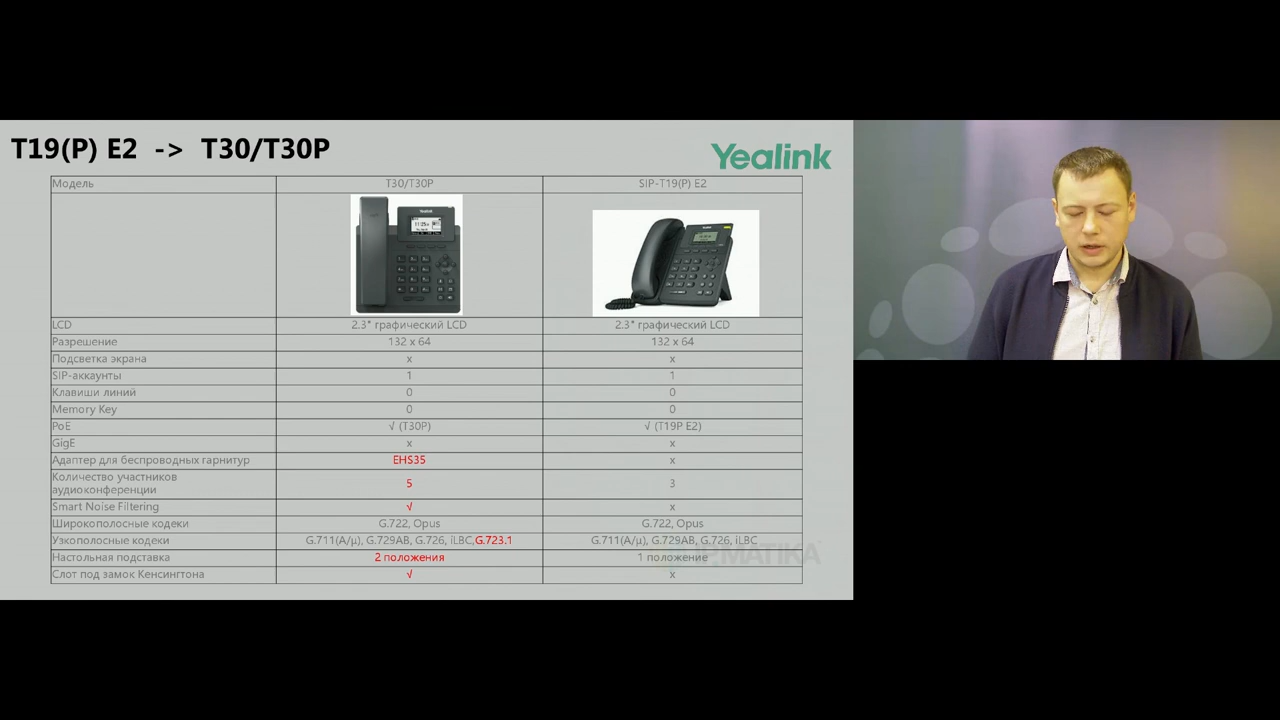 T19(P) E2 -> T30/T30P
Yealink
Модель T30/T30P SIP-T19(P) E2
LCD 2.3" графический LCD 2.3" графический LCD
Разрешение 132 x 64 132 x 64
Подсветка экрана x x
SIP-аккаунты 1 1
Клавиши линий 0 0
Memory Key 0 0
PoE √ (T30P) √ (T19P E2)
GigE x x
Адаптер для беспроводных гарнитур EHS35 x
Количество участников
аудиоконференции 5 3
Smart Noise Filtering √ x
Широкополосные кодеки G.722, Opus G.722, Opus
Узкополосные кодеки G.711(A/μ), G.729AB, G.726, iLBC,G.723.1 G.711(A/μ), G.729AB, G.726, iLBC
Настольная подставка 2 положения 1 положение
Слот под замок Кенсингтона √ x